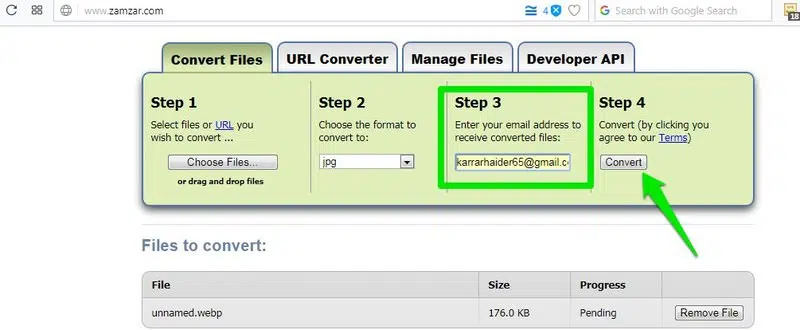 www.zamzar.com
4
Search with Google Search
18
Convert Files
URL Converter
Manage Files
Developer API
Step 1
Select files or URL you
wish to convert ...
Choose Files...
or drag and drop files
Step 2
Choose the format to
convert to:
jpg
Step 3
Enter your email address to
receive converted files:
karrarhaider65@gmail.c
Step 4
Convert (by clicking you
agree to our Terms)
Convert
Files to convert:
File Size Progress
unnamed.webp 176.0 KB Pending Remove File